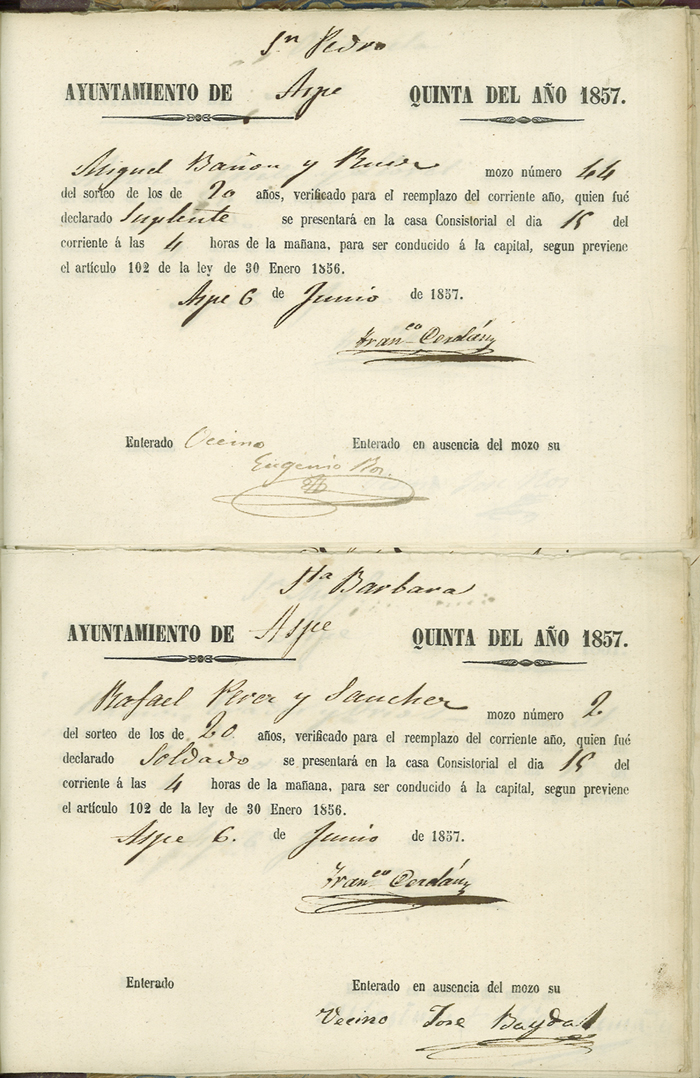 Sn Pedro
AYUNTAMIENTO DE Aspe QUINTA DEL AÑO 1857.
Miguel Bañon y mozo número 44
del sorteo de los de 20 años, verificado para el reemplazo del corriente año, quien fué
declarado Suplente se presentará en la casa Consistorial el dia 15 del
corriente á las 4 horas de la mañana, para ser conducido á la capital, segun previene
el artículo 102 de la ley de 30 Enero 1856.
Aspe 6 de Junio de 1857.
Franco Cerdán
Enterado Vecino Enterado en ausencia del mozo su
Eugenio
Sta Barbara
AYUNTAMIENTO DE Aspe QUINTA DEL AÑO 1857.
Rafael Perez y Sanchez mozo número 2
del sorteo de los de 20 años, verificado para el reemplazo del corriente año, quien fué
declarado Soldado se presentará en la casa Consistorial el dia 15 del
corriente á las 4 horas de la mañana, para ser conducido á la capital, segun previene
el artículo 102 de la ley de 30 Enero 1856.
Aspe 6. de Junio de 1857.
Franco Cerdán
Enterado Enterado en ausencia del mozo su
Vecino Jose Baydal